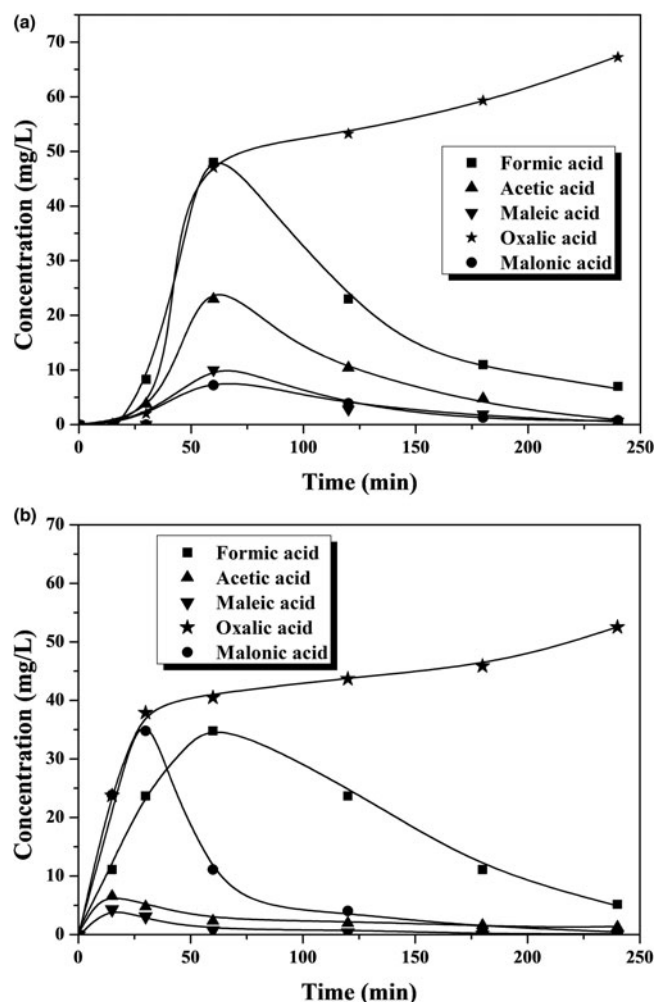 (a)
70
60
50
40
30
20
10
0
Concentration (mg/L)
Formic acid
Acetic acid
Maleic acid
Oxalic acid
Malonic acid
0 50 100 150 200 250
Time (min)
(b)
70
60
50
40
30
20
10
0
Concentration (mg/L)
Formic acid
Acetic acid
Maleic acid
Oxalic acid
Malonic acid
0 50 100 150 200 250
Time (min)